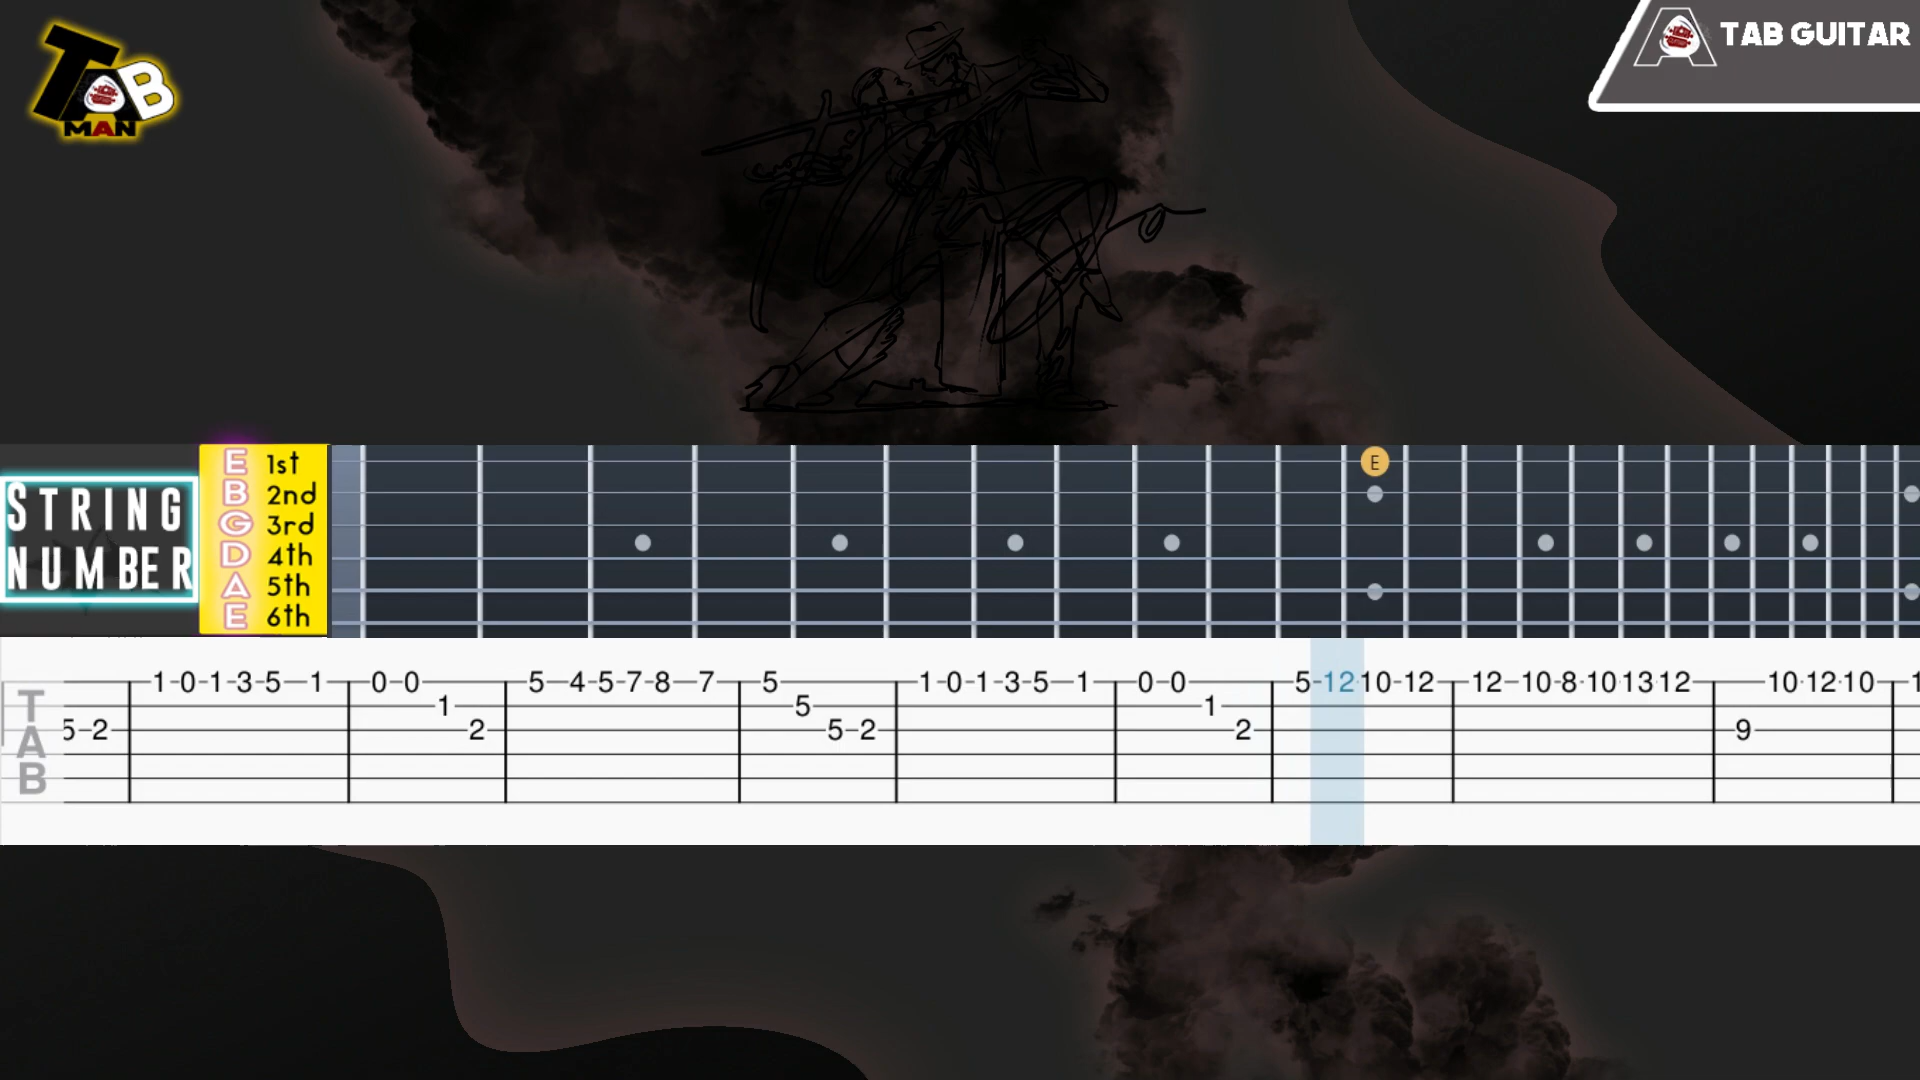 TAB
MAN
A TAB GUITAR
STRING
NUMBER
E 1st
B 2nd
G 3rd
D 4th
A 5th
E 6th
E
1-0-1-3-5-1 0-0 5-4-5-7-8-7 5 1-0-1-3-5-1 0-0 5-12 10-12 12-10-8 10 13 12 10 12 10 1
T 1 5 1
A 5-2 2 5-2 2 9
B